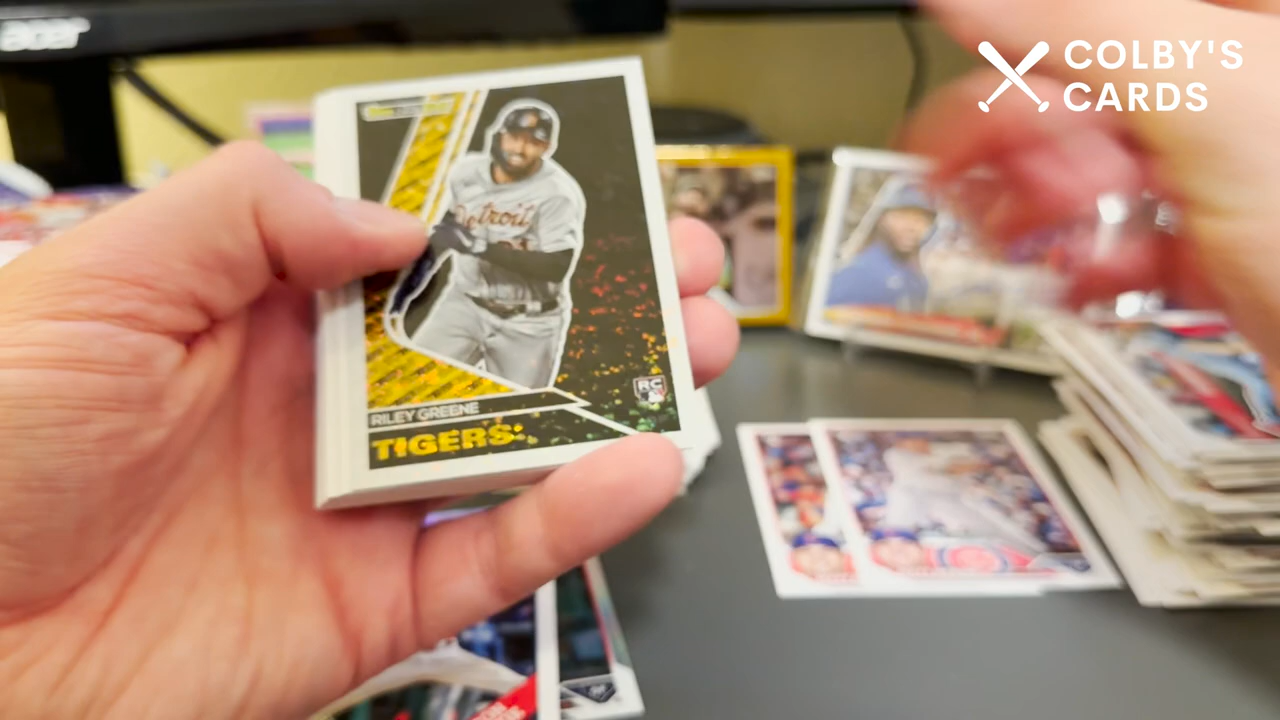 acer
COLBY'S
CARDS
Detroit
RC
RILEY GREENE
TIGERS